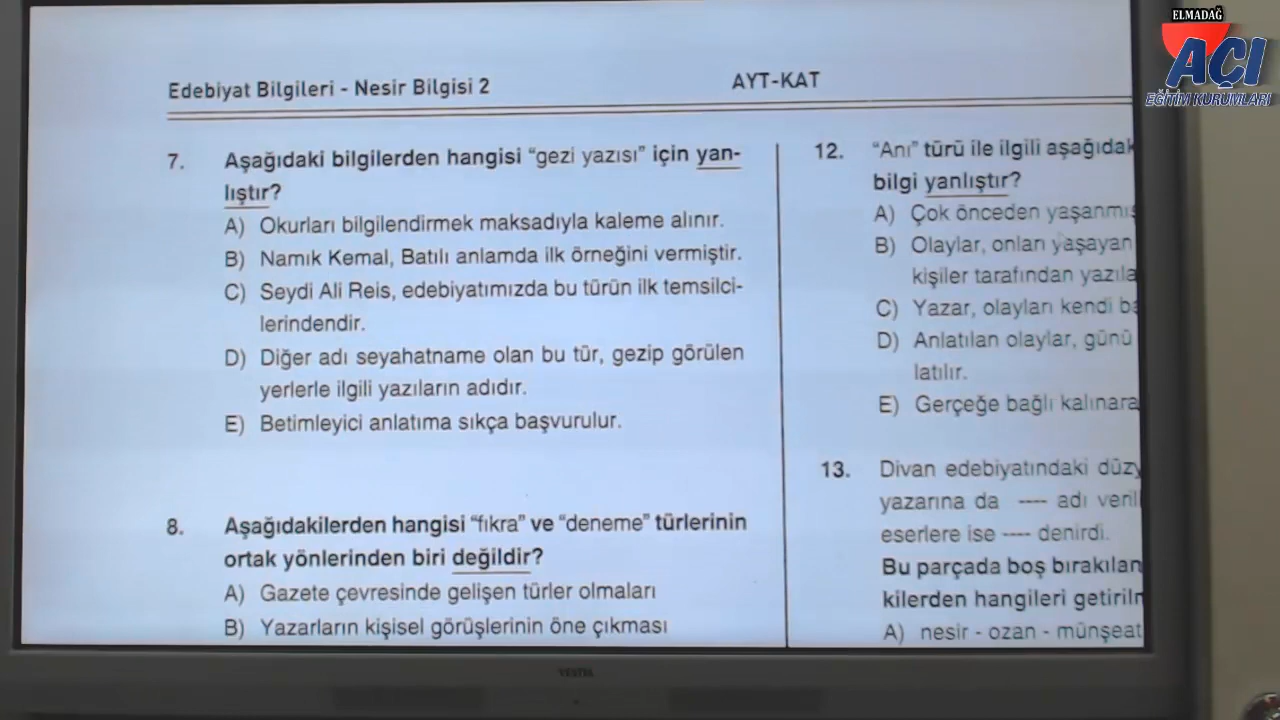 ELMADAĞ
AÇI
EĞİTİM KURUMLARI
Edebiyat Bilgileri - Nesir Bilgisi 2
AYT-KAT
7. Aşağıdaki bilgilerden hangisi “gezi yazısı” için yan-
lıştır?
A) Okurları bilgilendirmek maksadıyla kaleme alınır.
B) Namık Kemal, Batılı anlamda ilk örneğini vermiştir.
C) Seydi Ali Reis, edebiyatımızda bu türün ilk temsilci-
lerindendir.
D) Diğer adı seyahatname olan bu tür, gezip görülen
yerlerle ilgili yazıların adıdır.
E) Betimleyici anlatıma sıkça başvurulur.
8. Aşağıdakilerden hangisi “fıkra” ve “deneme” türlerinin
ortak yönlerinden biri değildir?
A) Gazete çevresinde gelişen türler olmaları
B) Yazarların kişisel görüşlerinin öne çıkması
12. “Anı” türü ile ilgili aşağıdak
bilgi yanlıştır?
A) Çok önceden yaşanmış
B) Olaylar, onları yaşayan
kişiler tarafından yazıla
C) Yazar, olayları kendi ba
D) Anlatılan olaylar, günü
latılır.
E) Gerçeğe bağlı kalınara
13. Divan edebiyatındaki düzy
yazarına da ---- adı veril
eserlere ise ---- denirdi.
Bu parçada boş bırakılan
kilerden hangileri getiriln
A) nesir - ozan - münşeat
VESTEL